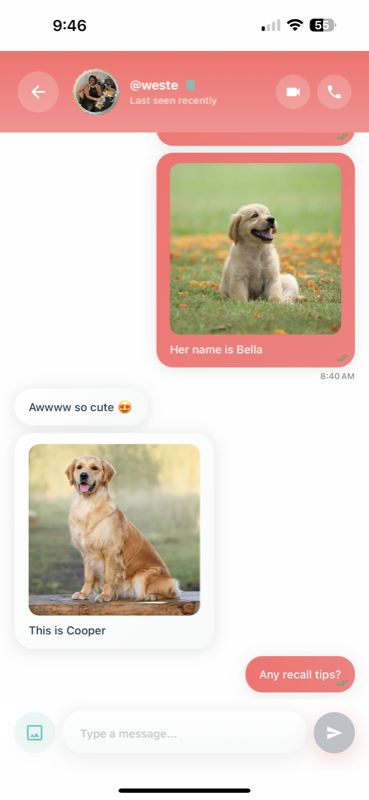 9:46
55
@weste
Last seen recently
Her name is Bella
8:40 AM
Awwww so cute 😍
This is Cooper
Any recall tips?
Type a message...